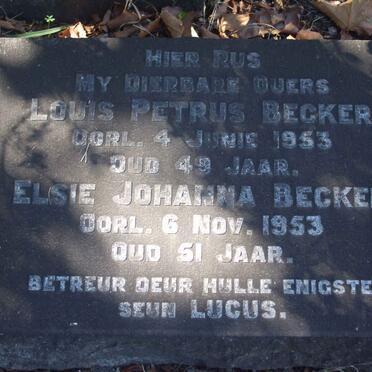 HIER RUS
MY DIERBARE OUERS
LOUIS PETRUS BECKER
OORL. 4 JUNIE 1953
OUD 49 JAAR.
ELSIE JOHANNA BECKER
OORL. 6 NOV. 1953
OUD 51 JAAR.
BETREUR DEUR HULLE ENIGSTE
SEUN LUCUS.